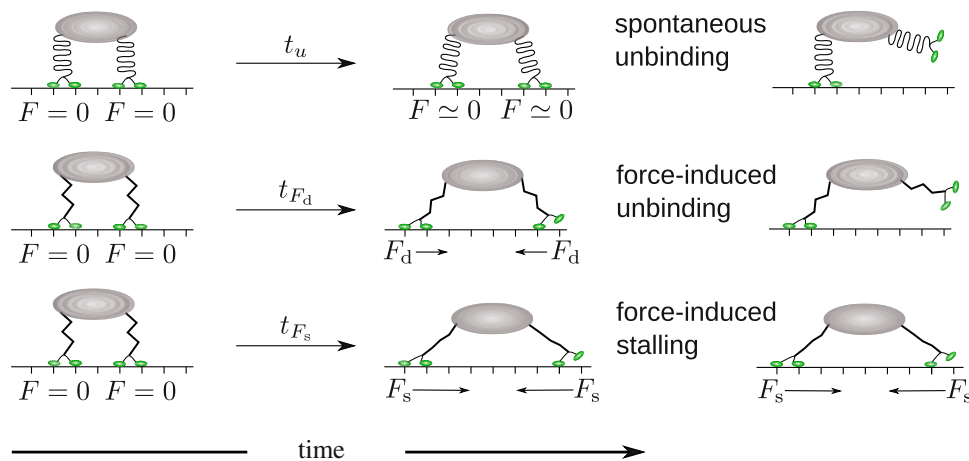 t_u
spontaneous
unbinding
F = 0 F = 0
F ≃ 0 F ≃ 0
t_{F_d}
force-induced
unbinding
F = 0 F = 0
F_d F_d
t_{F_s}
force-induced
stalling
F = 0 F = 0
F_s F_s
F_s F_s
time